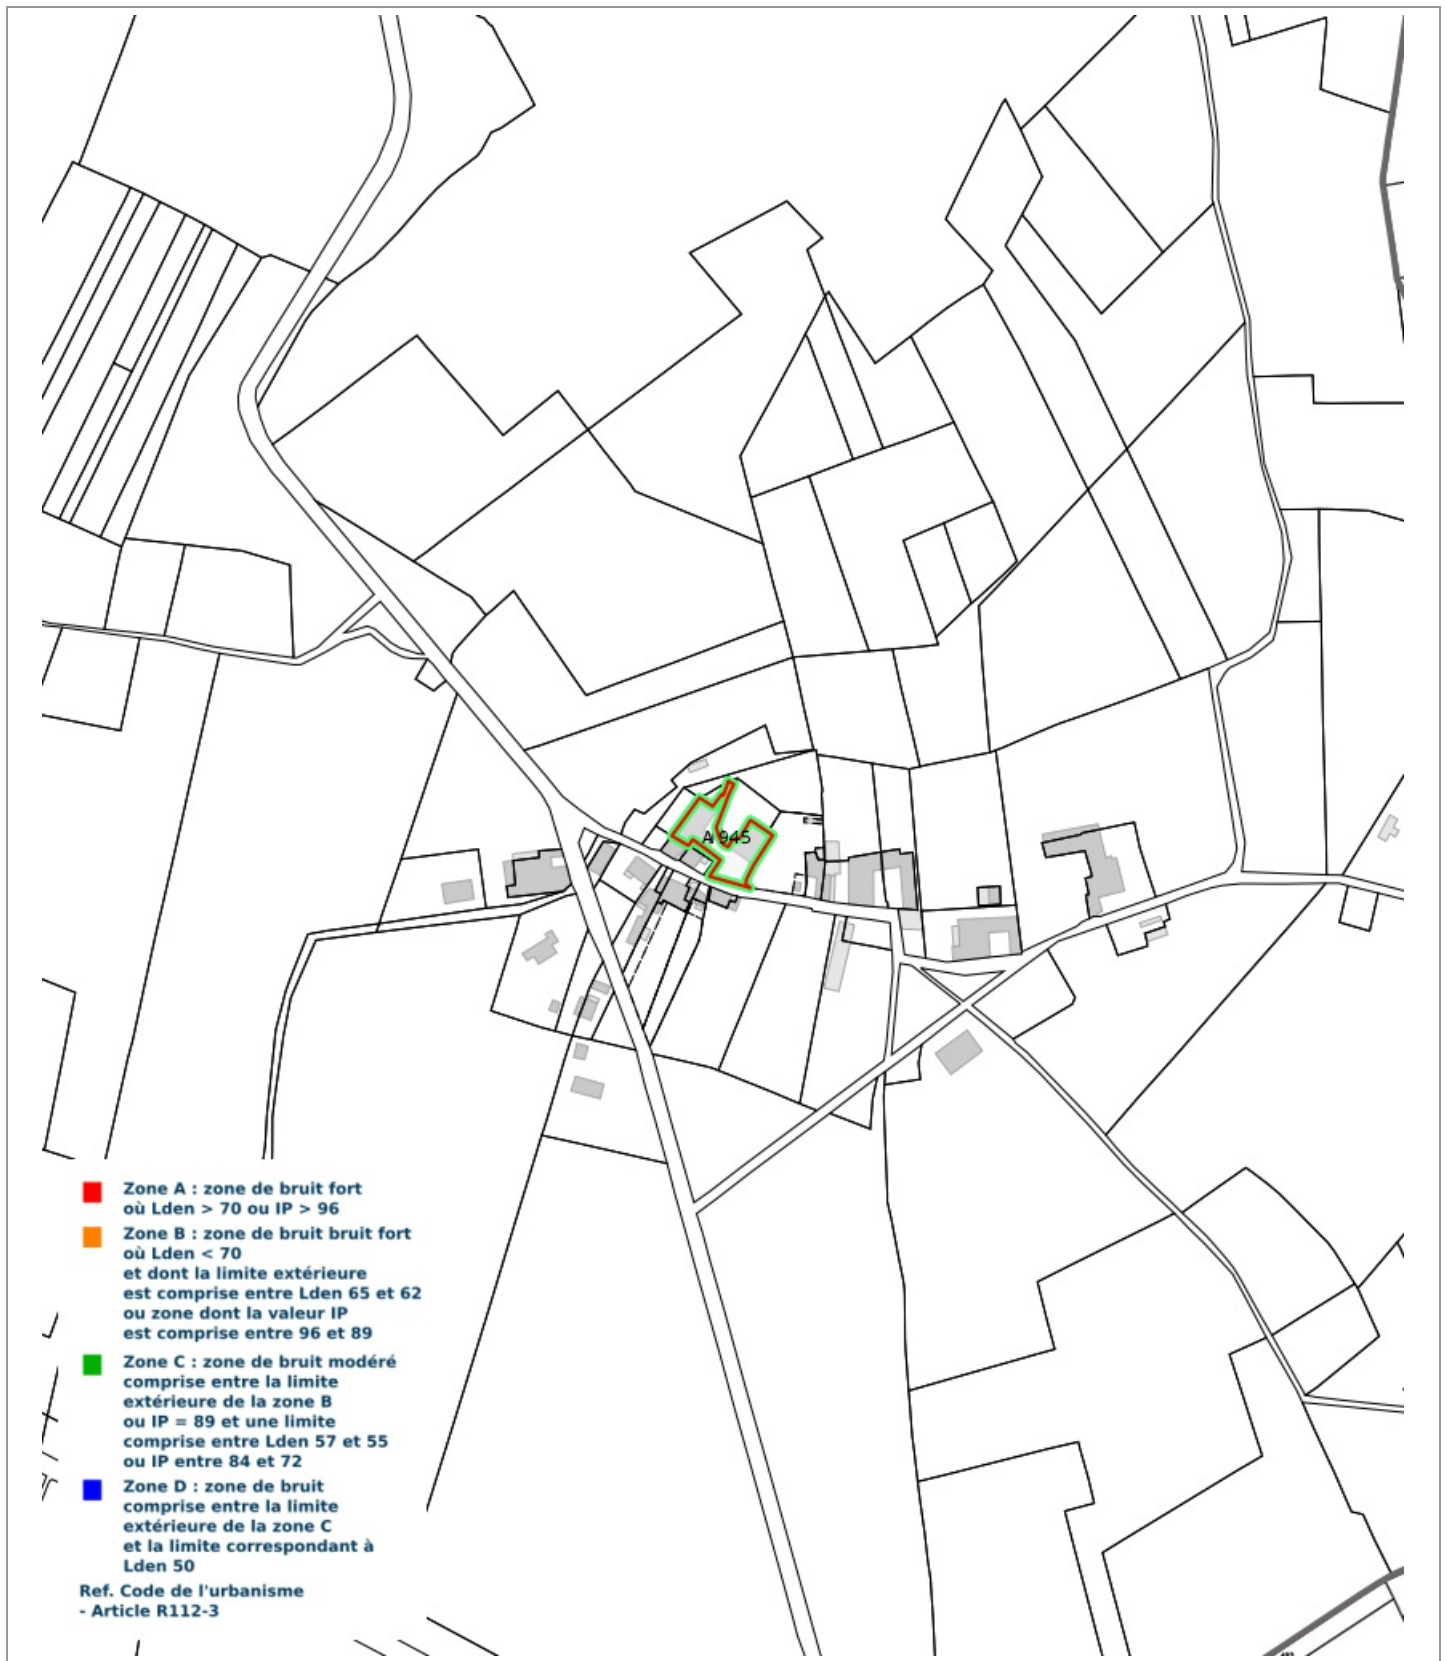 A 945
Zone A : zone de bruit fort
où Lden > 70 ou IP > 96
Zone B : zone de bruit bruit fort
où Lden < 70
et dont la limite extérieure
est comprise entre Lden 65 et 62
ou zone dont la valeur IP
est comprise entre 96 et 89
Zone C : zone de bruit modéré
comprise entre la limite
extérieure de la zone B
ou IP = 89 et une limite
comprise entre Lden 57 et 55
ou IP entre 84 et 72
Zone D : zone de bruit
comprise entre la limite
extérieure de la zone C
et la limite correspondant à
Lden 50
Ref. Code de l'urbanisme
- Article R112-3